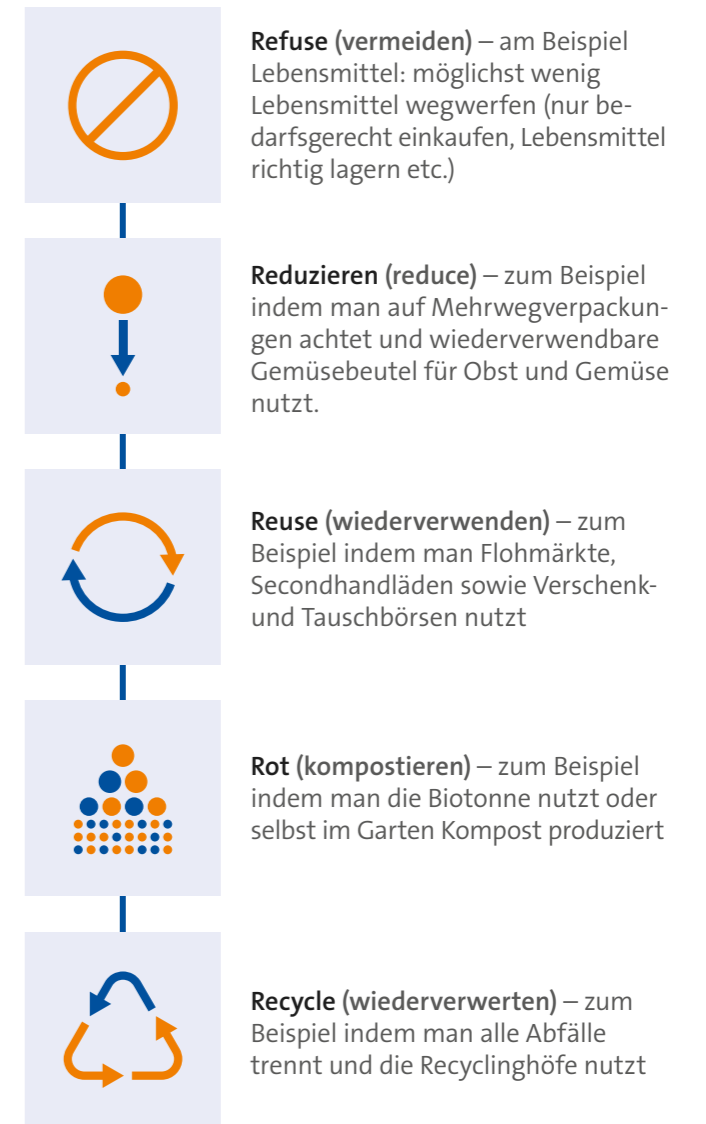 Refuse (vermeiden) – am Beispiel
Lebensmittel: möglichst wenig
Lebensmittel wegwerfen (nur be-
darfsgerecht einkaufen, Lebensmittel
richtig lagern etc.)
Reduzieren (reduce) – zum Beispiel
indem man auf Mehrwegverpackun-
gen achtet und wiederverwendbare
Gemüsebeutel für Obst und Gemüse
nutzt.
Reuse (wiederverwenden) – zum
Beispiel indem man Flohmärkte,
Secondhandläden sowie Verschenk-
und Tauschbörsen nutzt
Rot (kompostieren) – zum Beispiel
indem man die Biotonne nutzt oder
selbst im Garten Kompost produziert
Recycle (wiederverwerten) – zum
Beispiel indem man alle Abfälle
trennt und die Recyclinghöfe nutzt